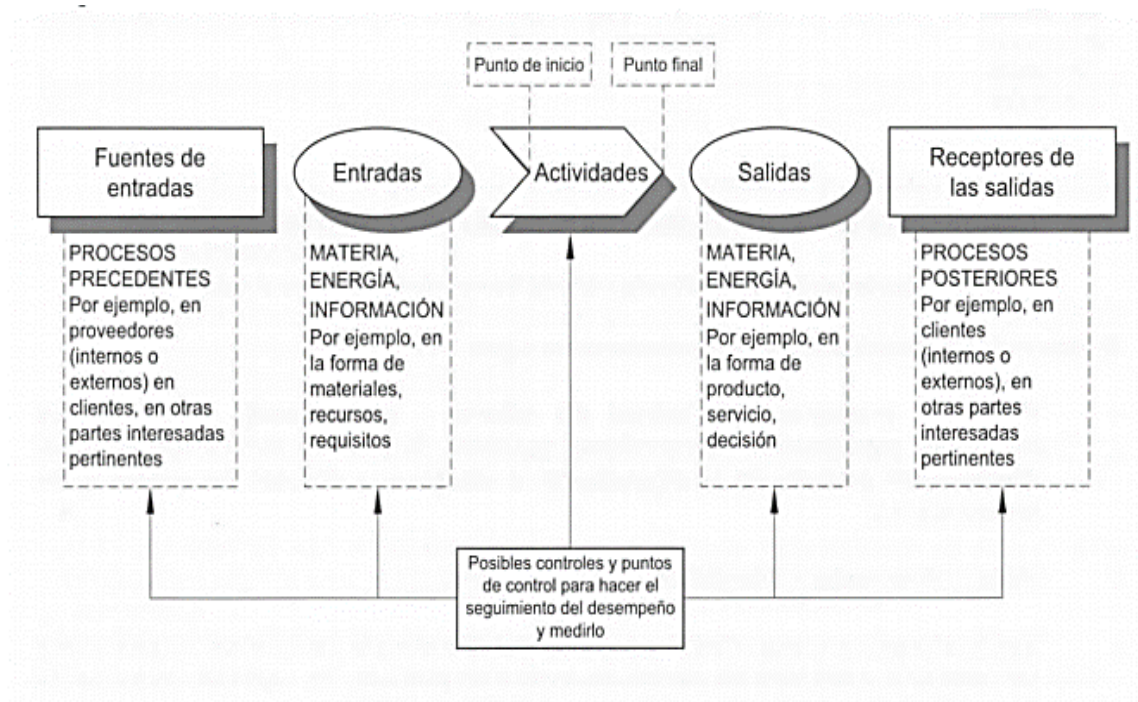 Punto de inicio
Punto final
Fuentes de
entradas
Entradas
Actividades
Salidas
Receptores de
las salidas
PROCESOS
PRECEDENTES
Por ejemplo, en
proveedores
(internos o
externos) en
clientes, en otras
partes interesadas
pertinentes
MATERIA,
ENERGÍA,
INFORMACIÓN
Por ejemplo, en
la forma de
materiales,
recursos,
requisitos
MATERIA,
ENERGÍA,
INFORMACIÓN
Por ejemplo, en
la forma de
producto,
servicio,
decisión
PROCESOS
POSTERIORES
Por ejemplo, en
clientes
(internos o
externos), en
otras partes
interesadas
pertinentes
Posibles controles y puntos
de control para hacer el
seguimiento del desempeño
y medirlo